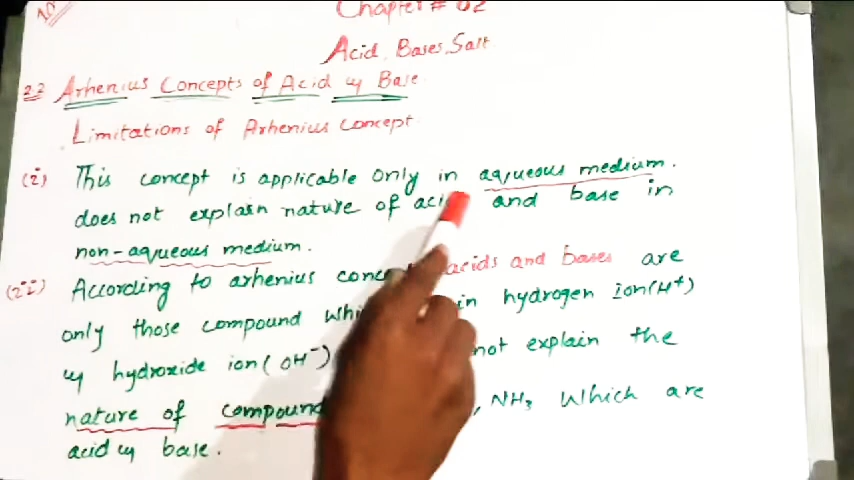 Chapter # 02
Acid, Bases, Salt
2.2 Arhenius Concepts of Acid & Base.
Limitations of Arhenius Concept.
(i) This concept is applicable only in aqueous medium.
does not explain nature of and base in
non-aqueous medium.
(ii) According to arhenius acids and bases are
only those compound in hydrogen ion (H+)
& hydroxide ion (OH-) not explain the
nature of compound , NH3 which are
acid & base.